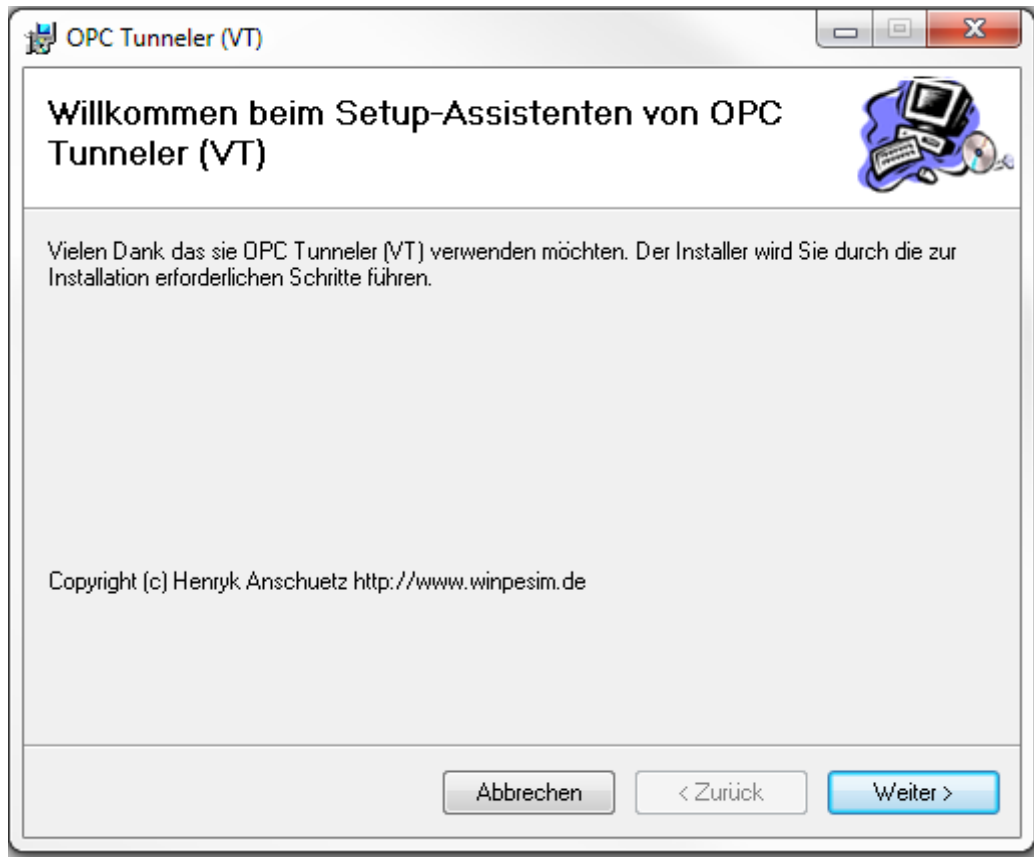 OPC Tunneler (VT)
Willkommen beim Setup-Assistenten von OPC
Tunneler (VT)
Vielen Dank das sie OPC Tunneler (VT) verwenden möchten. Der Installer wird Sie durch die zur
Installation erforderlichen Schritte führen.
Copyright (c) Henryk Anschuetz http://www.winpesim.de
Abbrechen
< Zurück
Weiter >